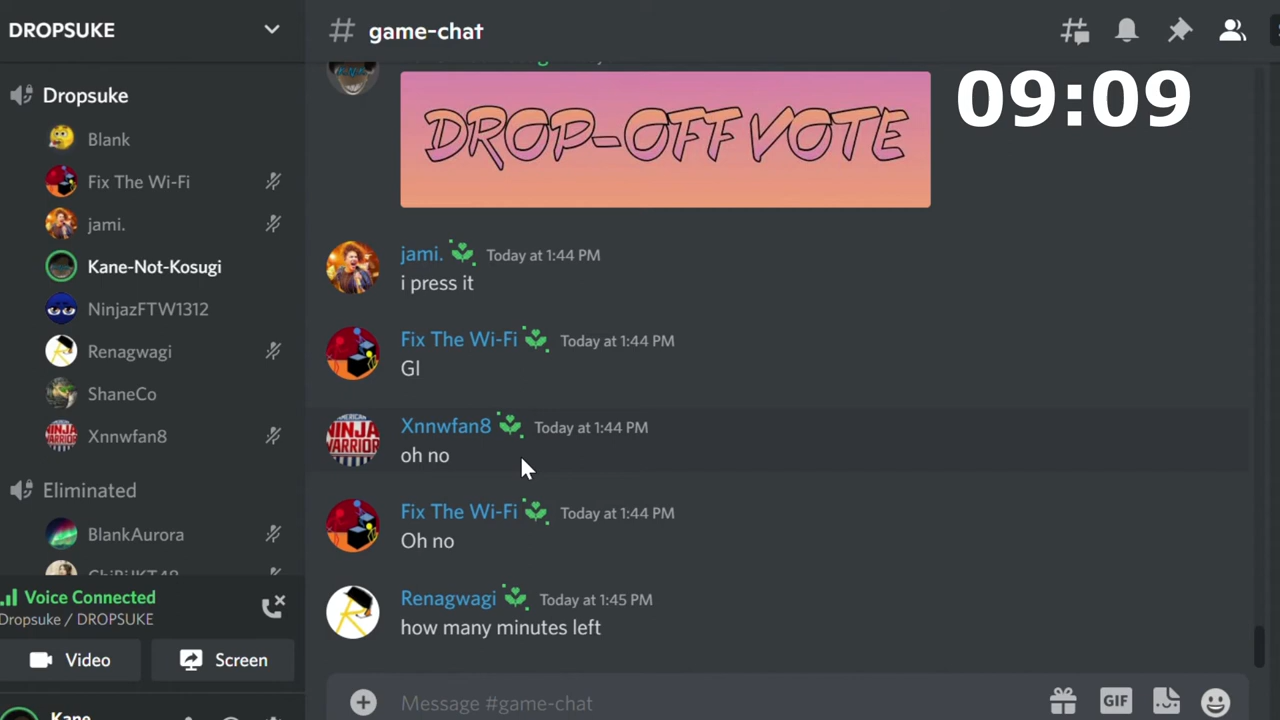 DROPSUKE
# game-chat
09:09
Dropsuke
Blank
Fix The Wi-Fi
jami.
Kane-Not-Kosugi
NinjazFTW1312
Renagwagi
ShaneCo
Xnnwfan8
Eliminated
BlankAurora
Voice Connected
Dropsuke / DROPSUKE
Video
Screen
Kane
DROP-OFF VOTE
jami. Today at 1:44 PM
i press it
Fix The Wi-Fi Today at 1:44 PM
Gl
Xnnwfan8 Today at 1:44 PM
oh no
NINJA
WARRIOR
Fix The Wi-Fi Today at 1:44 PM
Oh no
Renagwagi Today at 1:45 PM
how many minutes left
Message #game-chat
GIF